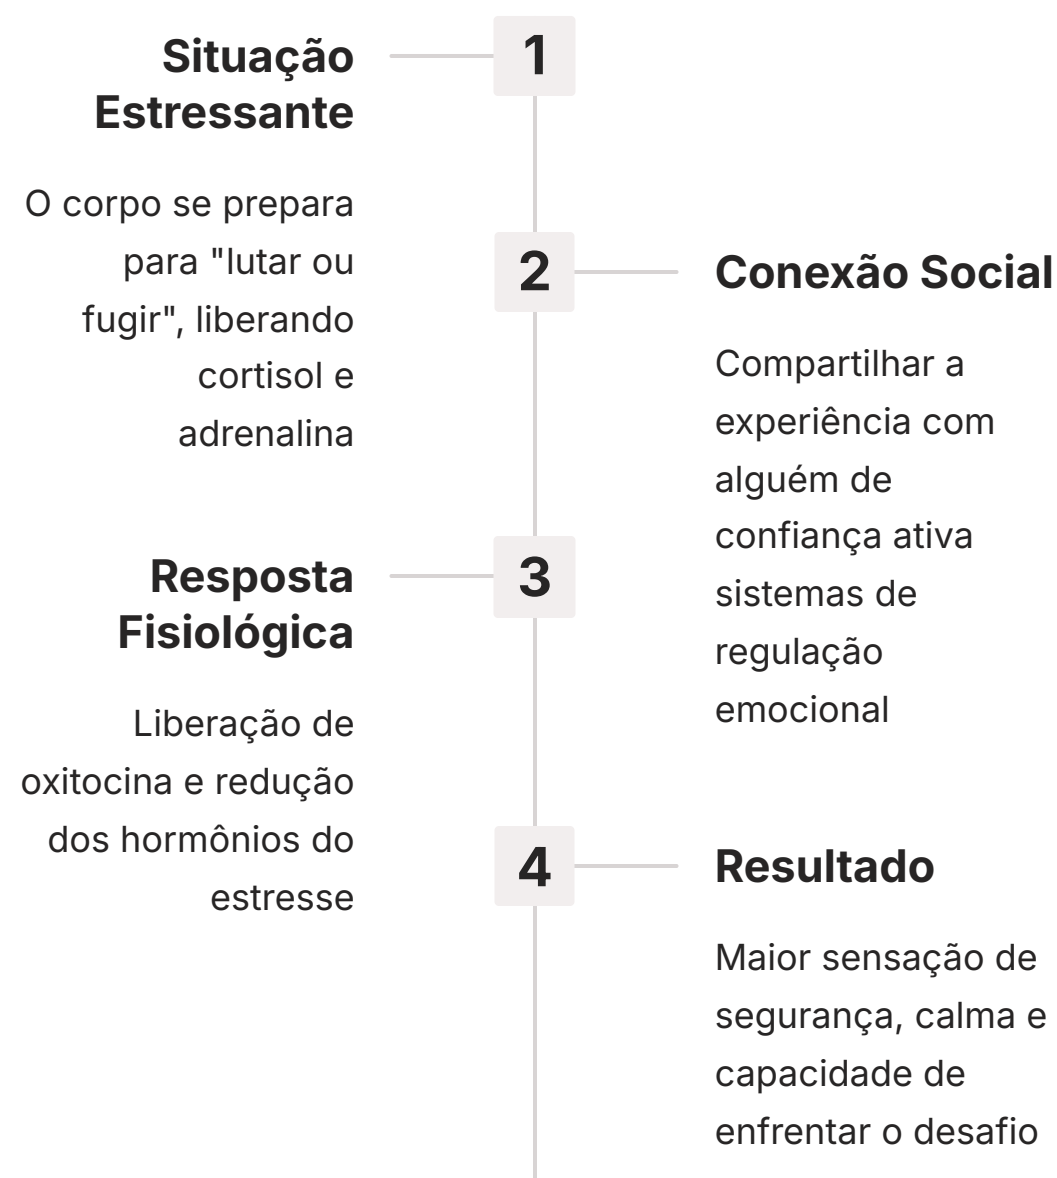 1
Situação
Estressante
O corpo se prepara
para "lutar ou
fugir", liberando
cortisol e
adrenalina
2
Conexão Social
Compartilhar a
experiência com
alguém de
confiança ativa
sistemas de
regulação
emocional
3
Resposta
Fisiológica
Liberação de
oxitocina e redução
dos hormônios do
estresse
4
Resultado
Maior sensação de
segurança, calma e
capacidade de
enfrentar o desafio